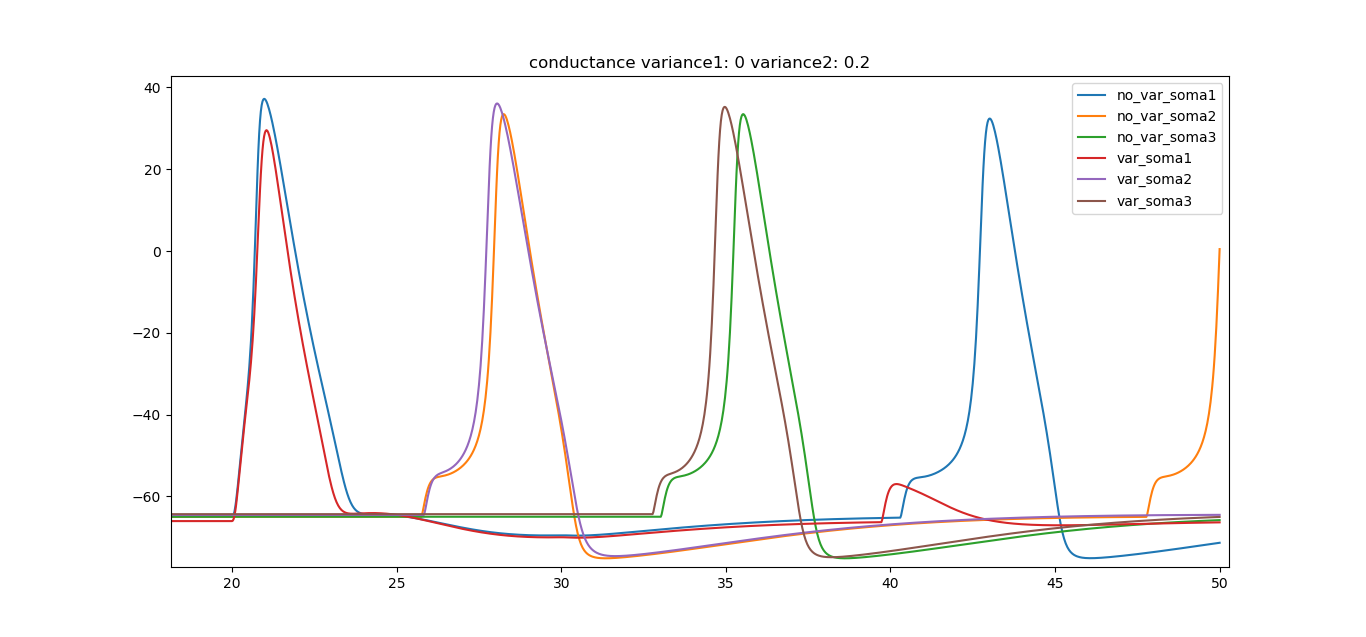 conductance variance1: 0 variance2: 0.2
40
20
0
−20
−40
−60
20
25
30
35
40
45
50
no_var_soma1
no_var_soma2
no_var_soma3
var_soma1
var_soma2
var_soma3